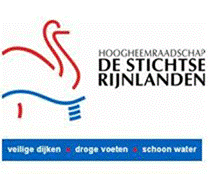 HOOGHEEMRAADSCHAP
DE STICHTSE
RIJNLANDEN
veilige dijken • droge voeten • schoon water